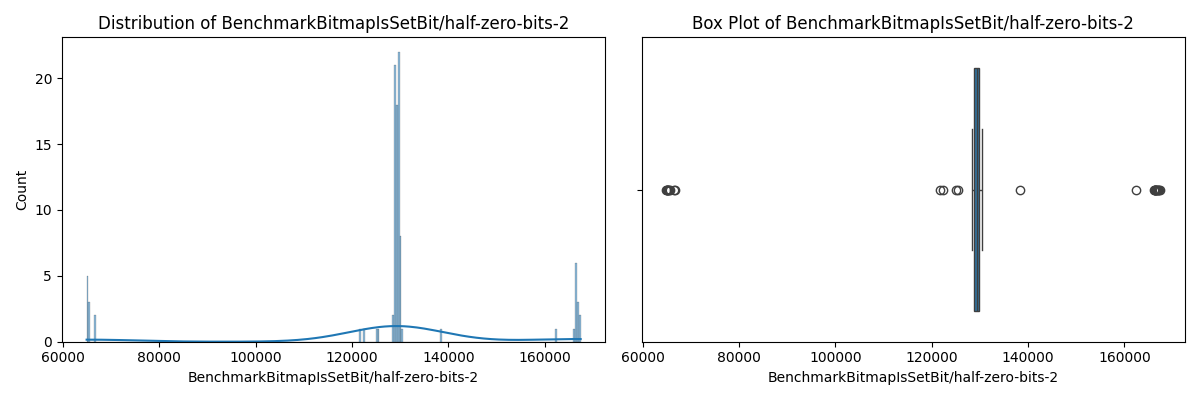 Distribution of BenchmarkBitmapIsSetBit/half-zero-bits-2
Count
20
15
10
5
0
60000 80000 100000 120000 140000 160000
BenchmarkBitmapIsSetBit/half-zero-bits-2
Box Plot of BenchmarkBitmapIsSetBit/half-zero-bits-2
60000 80000 100000 120000 140000 160000
BenchmarkBitmapIsSetBit/half-zero-bits-2